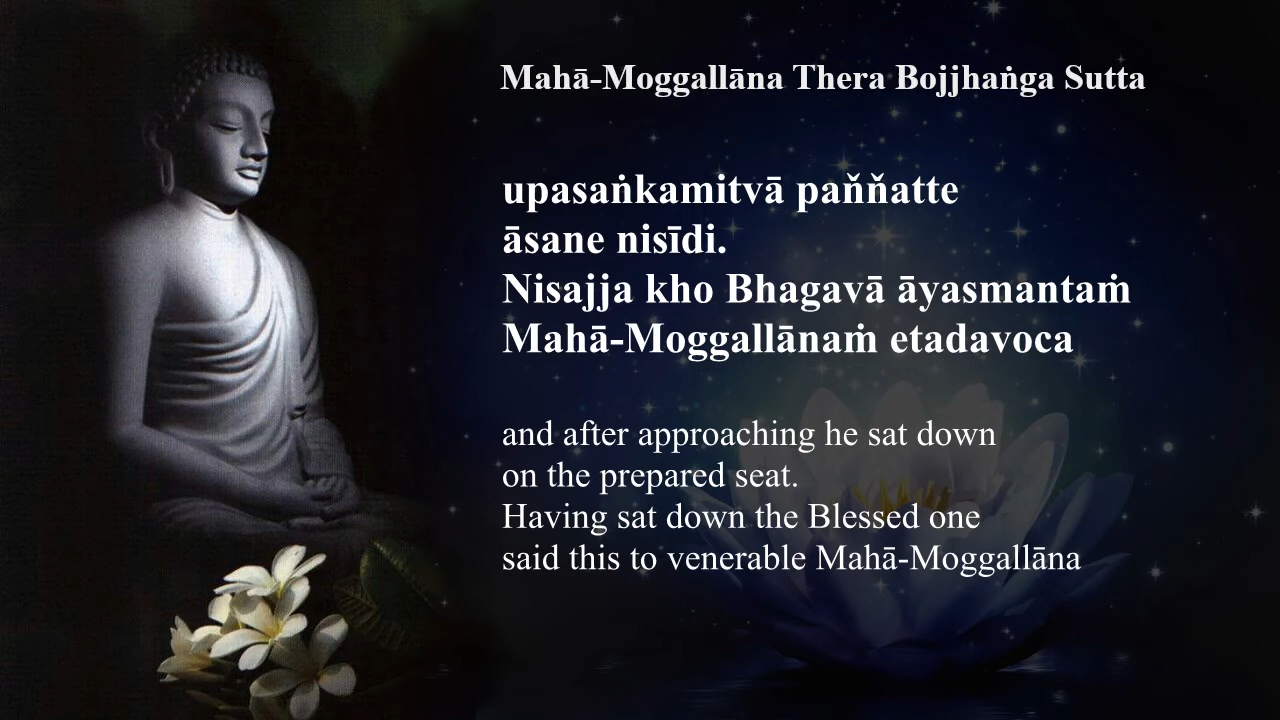 Mahā-Moggallāna Thera Bojjhaṅga Sutta
upasaṅkamitvā paňňatte
āsane nisīdi.
Nisajja kho Bhagavā āyasmantaṁ
Mahā-Moggallānaṁ etadavoca
and after approaching he sat down
on the prepared seat.
Having sat down the Blessed one
said this to venerable Mahā-Moggallāna